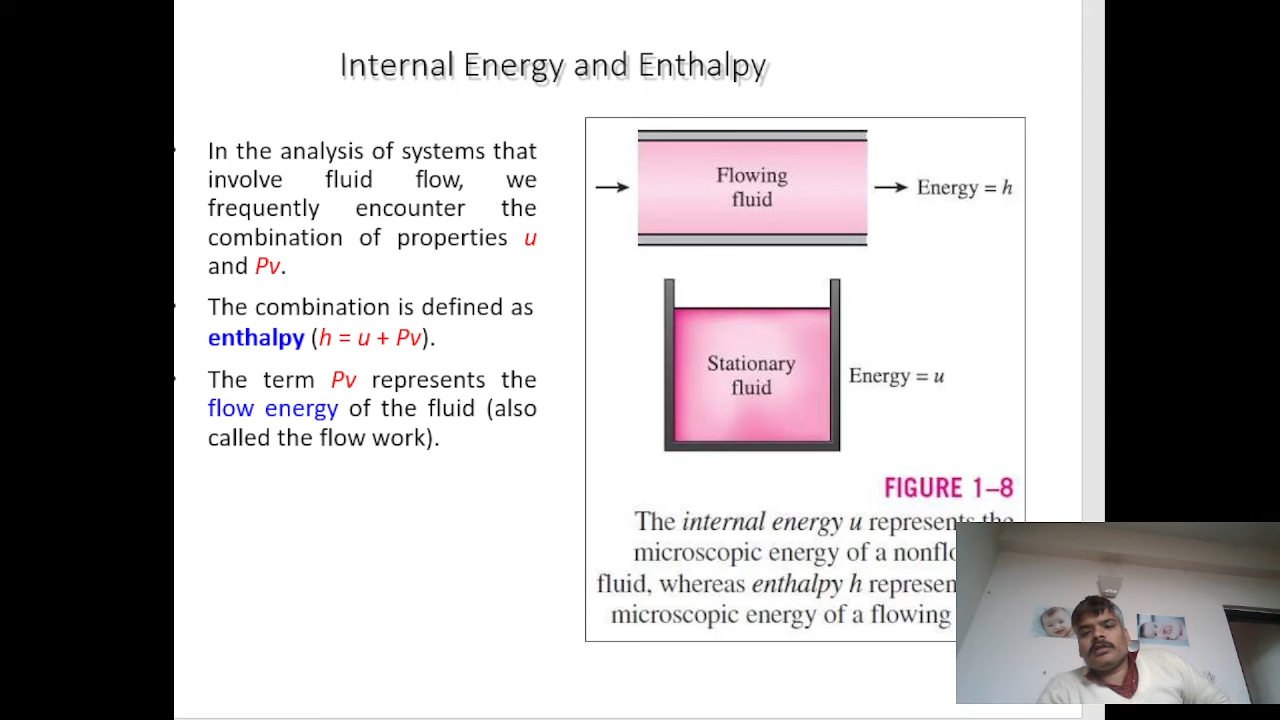 Internal Energy and Enthalpy
In the analysis of systems that
involve fluid flow, we
frequently encounter the
combination of properties u
and Pv.
The combination is defined as
enthalpy (h = u + Pv).
The term Pv represents the
flow energy of the fluid (also
called the flow work).
Flowing
fluid
Energy = h
Stationary
fluid
Energy = u
FIGURE 1–8
The internal energy u represents the
microscopic energy of a
fluid, whereas enthalpy h
microscopic energy of a flowing